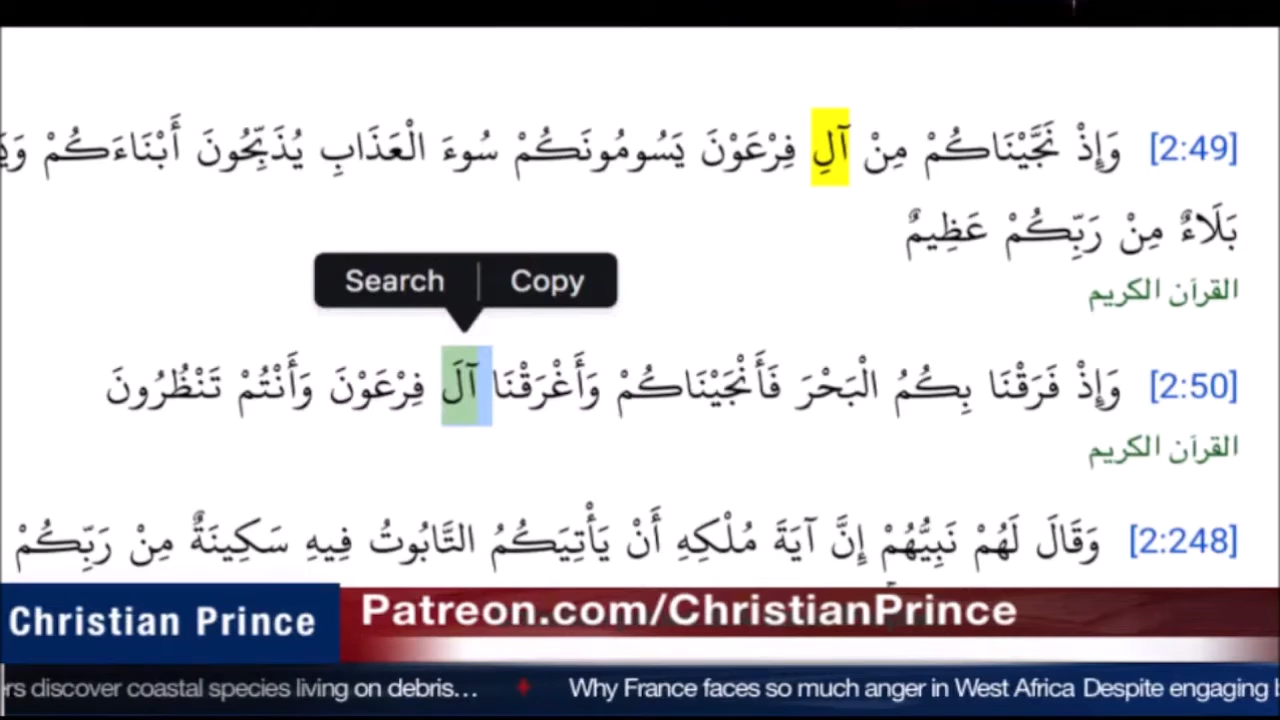 [2:49] وَإِذْ نَجَّيْنَاكُمْ مِنْ آلِ فِرْعَوْنَ يَسُومُونَكُمْ سُوءَ الْعَذَابِ يُذَبِّحُونَ أَبْنَاءَكُمْ
بَلَاءٌ مِنْ رَبِّكُمْ عَظِيمٌ
القرآن الكريم
Search Copy
[2:50] وَإِذْ فَرَقْنَا بِكُمُ الْبَحْرَ فَأَنْجَيْنَاكُمْ وَأَغْرَقْنَا آلَ فِرْعَوْنَ وَأَنْتُمْ تَنْظُرُونَ
القرآن الكريم
[2:248] وَقَالَ لَهُمْ نَبِيُّهُمْ إِنَّ آيَةَ مُلْكِهِ أَنْ يَأْتِيَكُمُ التَّابُوتُ فِيهِ سَكِينَةٌ مِنْ رَبِّكُمْ
Christian Prince
Patreon.com/ChristianPrince
rs discover coastal species living on debris... Why France faces so much anger in West Africa Despite engaging